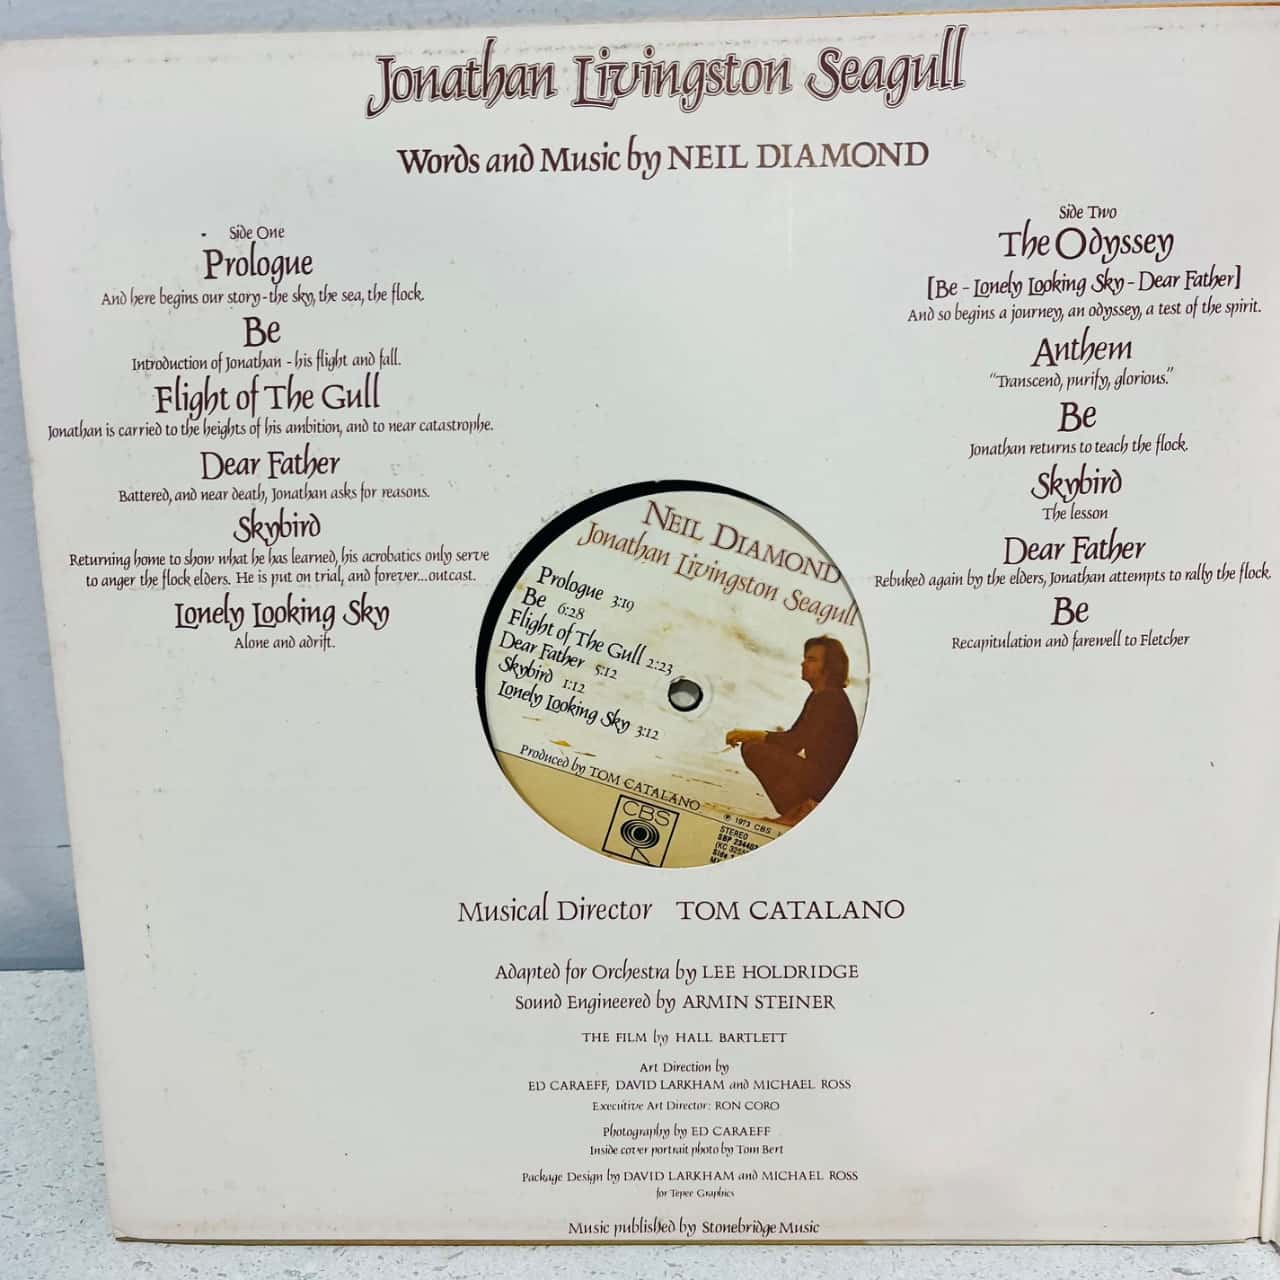 Jonathan Livingston Seagull
Words and Music by NEIL DIAMOND
Side One
Prologue
And here begins our story-the sky, the sea, the flock.
Be
Introduction of Jonathan - his flight and fall.
Flight of The Gull
Jonathan is carried to the heights of his ambition, and to near catastrophe.
Dear Father
Battered, and near death, Jonathan asks for reasons.
Skybird
Returning home to show what he has learned, his acrobatics only serve
to anger the flock elders. He is put on trial, and forever...outcast.
Lonely Looking Sky
Alone and adrift.
Side Two
The Odyssey
[Be - Lonely Looking Sky - Dear Father]
And so begins a journey, an odyssey, a test of the spirit.
Anthem
"Transcend, purify, glorious."
Be
Jonathan returns to teach the flock.
Skybird
The lesson
Dear Father
Rebuked again by the elders, Jonathan attempts to rally the flock.
Be
Recapitulation and farewell to Fletcher
NEIL DIAMOND
Jonathan Livingston Seagull
Prologue 3:19
Be 6:28
Flight of The Gull 2:23
Dear Father 5:12
Skybird 1:12
Lonely Looking Sky 3:12
Produced by TOM CATALANO
CBS
℗ 1973 CBS
STEREO
SBP
(KC
Side
Musical Director TOM CATALANO
Adapted for Orchestra by LEE HOLDRIDGE
Sound Engineered by ARMIN STEINER
THE FILM by HALL BARTLETT
Art Direction by
ED CARAEFF, DAVID LARKHAM and MICHAEL ROSS
Executive Art Director: RON CORO
Photography by ED CARAEFF
Inside cover portrait photo by Tom Bert
Package Design by DAVID LARKHAM and MICHAEL ROSS
for Tepee Graphics
Music published by Stonebridge Music